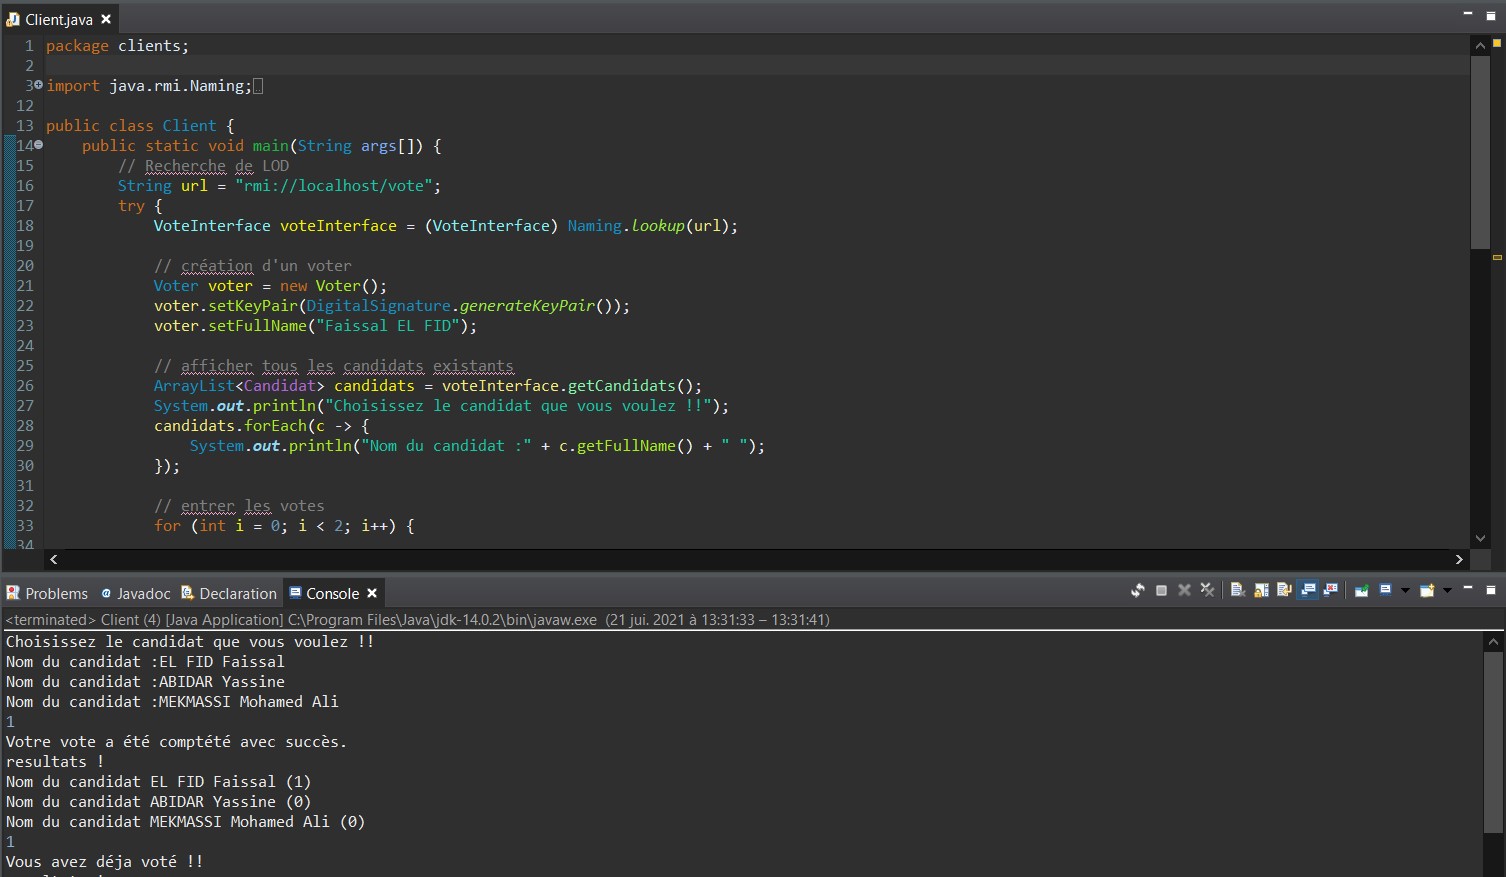 Client.java
1 package clients;
2
3 import java.rmi.Naming;
12
13 public class Client {
14 public static void main(String args[]) {
15 // Recherche de LOD
16 String url = "rmi://localhost/vote";
17 try {
18 VoteInterface voteInterface = (VoteInterface) Naming.lookup(url);
19
20 // création d'un voter
21 Voter voter = new Voter();
22 voter.setKeyPair(DigitalSignature.generateKeyPair());
23 voter.setFullName("Faissal EL FID");
24
25 // afficher tous les candidats existants
26 ArrayList<Candidat> candidats = voteInterface.getCandidats();
27 System.out.println("Choisissez le candidat que vous voulez !!");
28 candidats.forEach(c -> {
29 System.out.println("Nom du candidat :" + c.getFullName() + " ");
30 });
31
32 // entrer les votes
33 for (int i = 0; i < 2; i++) {
34
Problems Javadoc Declaration Console
<terminated> Client (4) [Java Application] C:\Program Files\Java\jdk-14.0.2\bin\javaw.exe (21 jui. 2021 à 13:31:33 – 13:31:41)
Choisissez le candidat que vous voulez !!
Nom du candidat :EL FID Faissal
Nom du candidat :ABIDAR Yassine
Nom du candidat :MEKMASSI Mohamed Ali
1
Votre vote a été comptété avec succès.
resultats !
Nom du candidat EL FID Faissal (1)
Nom du candidat ABIDAR Yassine (0)
Nom du candidat MEKMASSI Mohamed Ali (0)
1
Vous avez déja voté !!